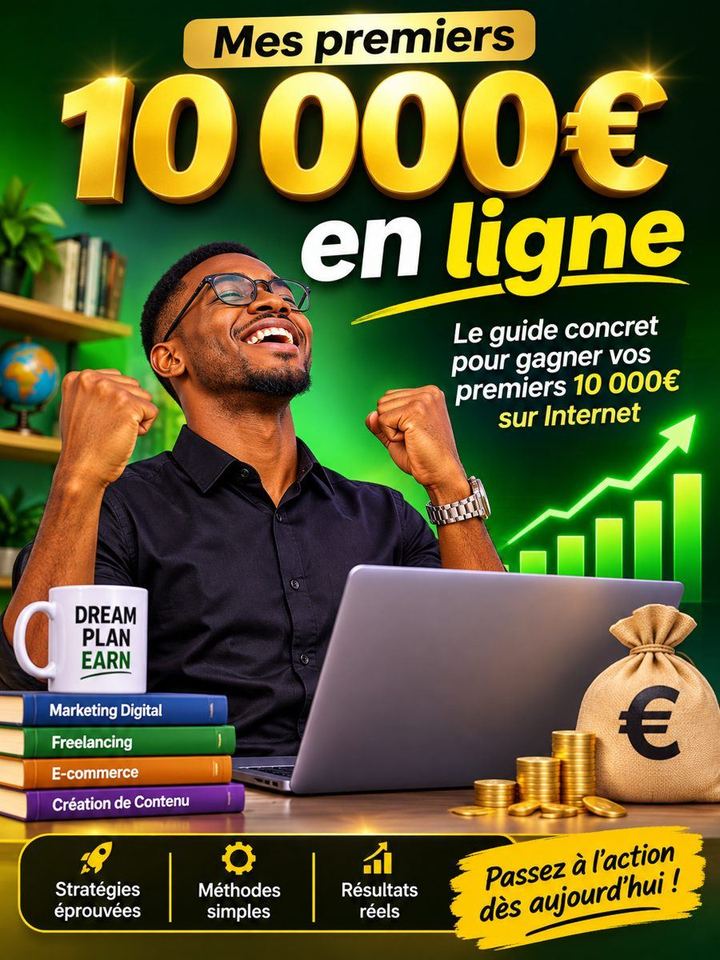 Mes premiers
10 000€
en ligne
Le guide concret
pour gagner vos
premiers 10 000€
sur Internet
DREAM
PLAN
EARN
Marketing Digital
Freelancing
E-commerce
Création de Contenu
€
Stratégies
éprouvées
Méthodes
simples
Résultats
réels
Passez à l'action
dès aujourd'hui !